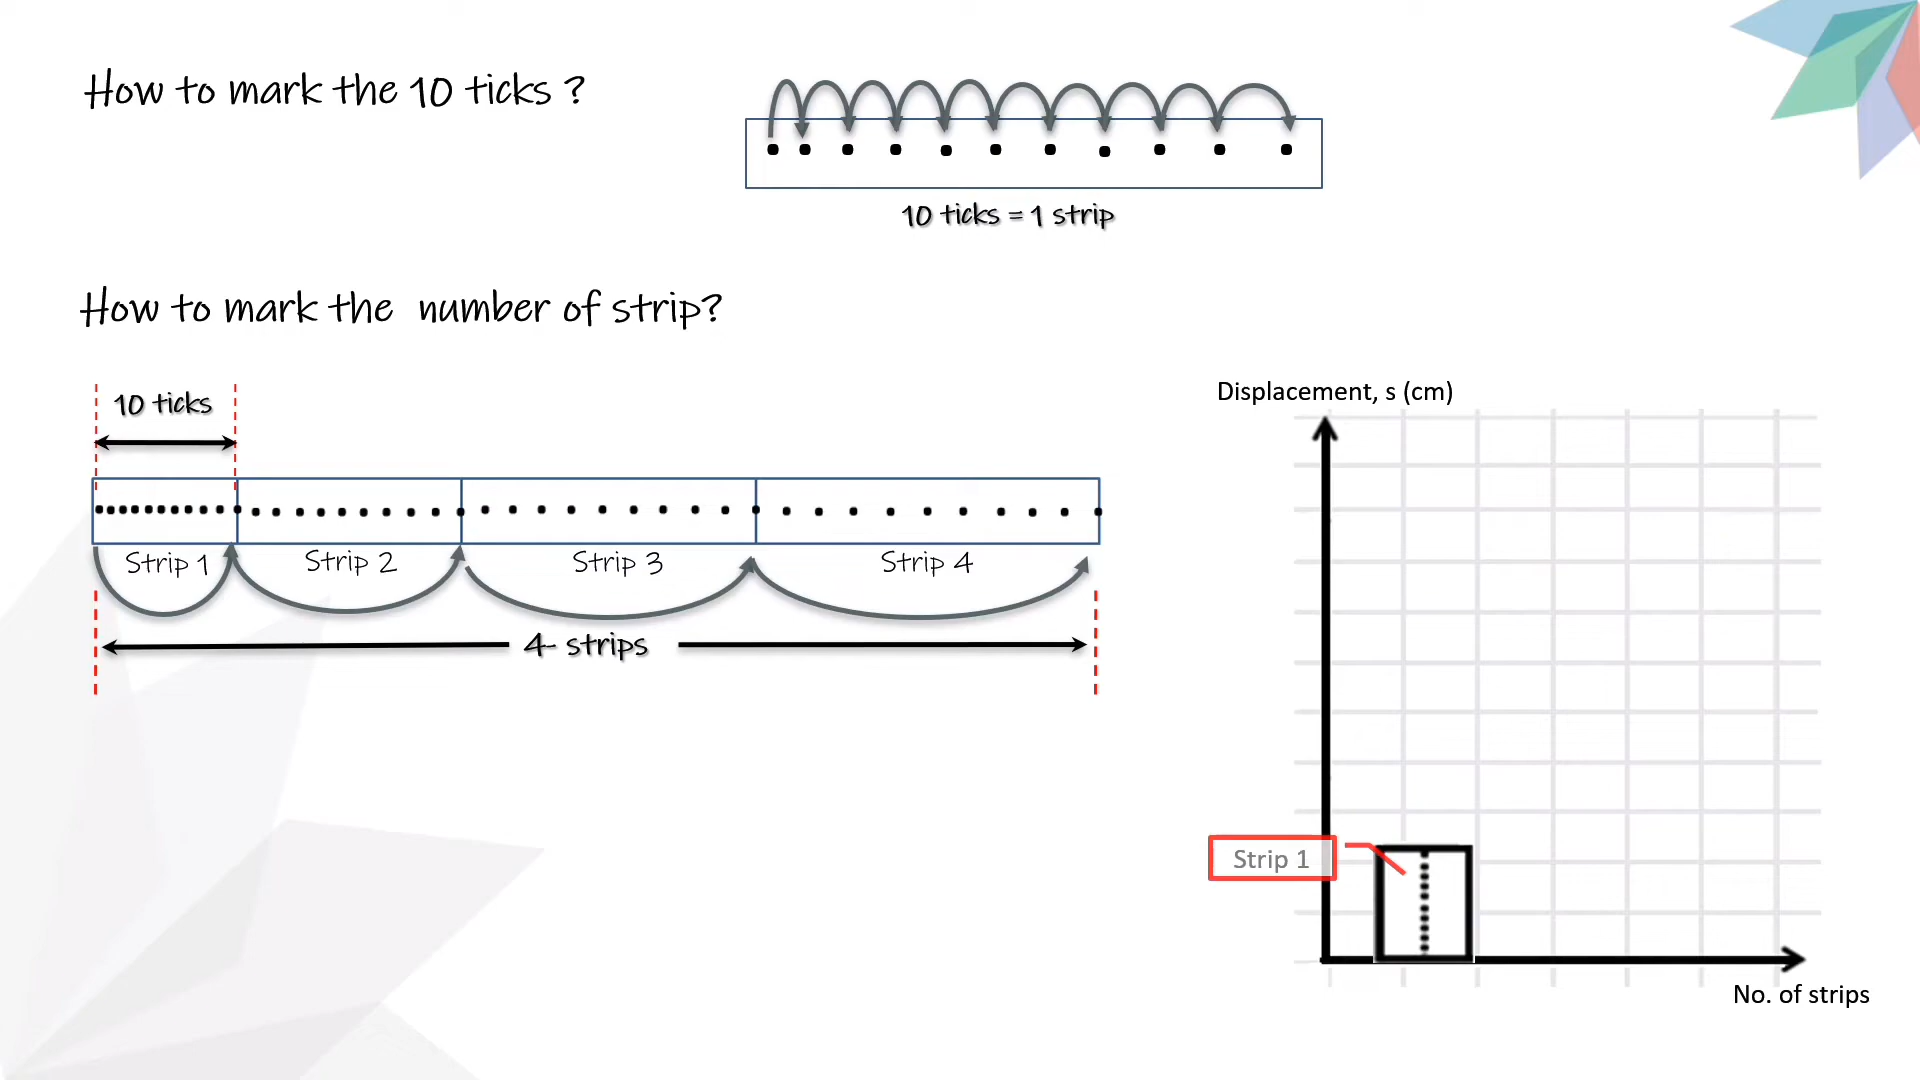 How to mark the 10 ticks ?
10 ticks = 1 strip
How to mark the number of strip?
10 ticks
Strip 1
Strip 2
Strip 3
Strip 4
4- strips
Displacement, s (cm)
Strip 1
No. of strips